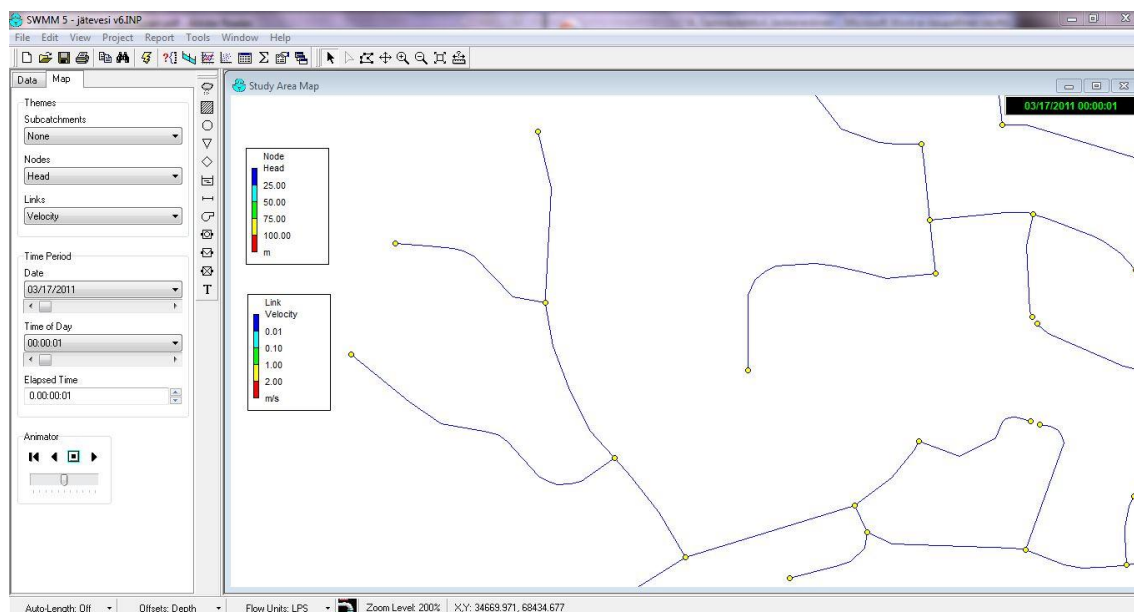 SWMM 5 - jätevesi v6.INP
File Edit View Project Report Tools Window Help
Data Map
Themes
Subcatchments
None
Nodes
Head
Links
Velocity
Time Period
Date
03/17/2011
Time of Day
00:00:01
Elapsed Time
0.00:00:01
Animator
T
Study Area Map
03/17/2011 00:00:01
Node
Head
25.00
50.00
75.00
100.00
m
Link
Velocity
0.01
0.10
1.00
2.00
m/s
Auto-Length: Off Offsets: Depth Flow Units: LPS Zoom Level: 200% X,Y: 34669.971, 68434.677